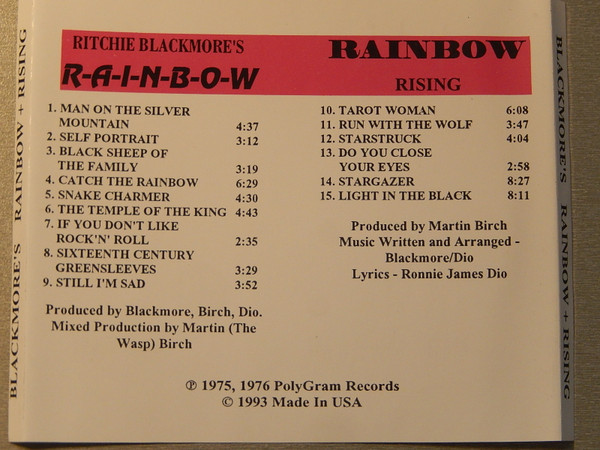 RITCHIE BLACKMORE'S
R-A-I-N-B-O-W
1. MAN ON THE SILVER
MOUNTAIN 4:37
2. SELF PORTRAIT 3:12
3. BLACK SHEEP OF
THE FAMILY 3:19
4. CATCH THE RAINBOW 6:29
5. SNAKE CHARMER 4:30
6. THE TEMPLE OF THE KING 4:43
7. IF YOU DON'T LIKE
ROCK'N' ROLL 2:35
8. SIXTEENTH CENTURY
GREENSLEEVES 3:29
9. STILL I'M SAD 3:52
Produced by Blackmore, Birch, Dio.
Mixed Production by Martin (The
Wasp) Birch
RAINBOW
RISING
10. TAROT WOMAN 6:08
11. RUN WITH THE WOLF 3:47
12. STARSTRUCK 4:04
13. DO YOU CLOSE
YOUR EYES 2:58
14. STARGAZER 8:27
15. LIGHT IN THE BLACK 8:11
Produced by Martin Birch
Music Written and Arranged -
Blackmore/Dio
Lyrics - Ronnie James Dio
℗ 1975, 1976 PolyGram Records
© 1993 Made In USA
BLACKMORE'S RAINBOW + RISING
BLACKMORE'S RAINBOW + RISING